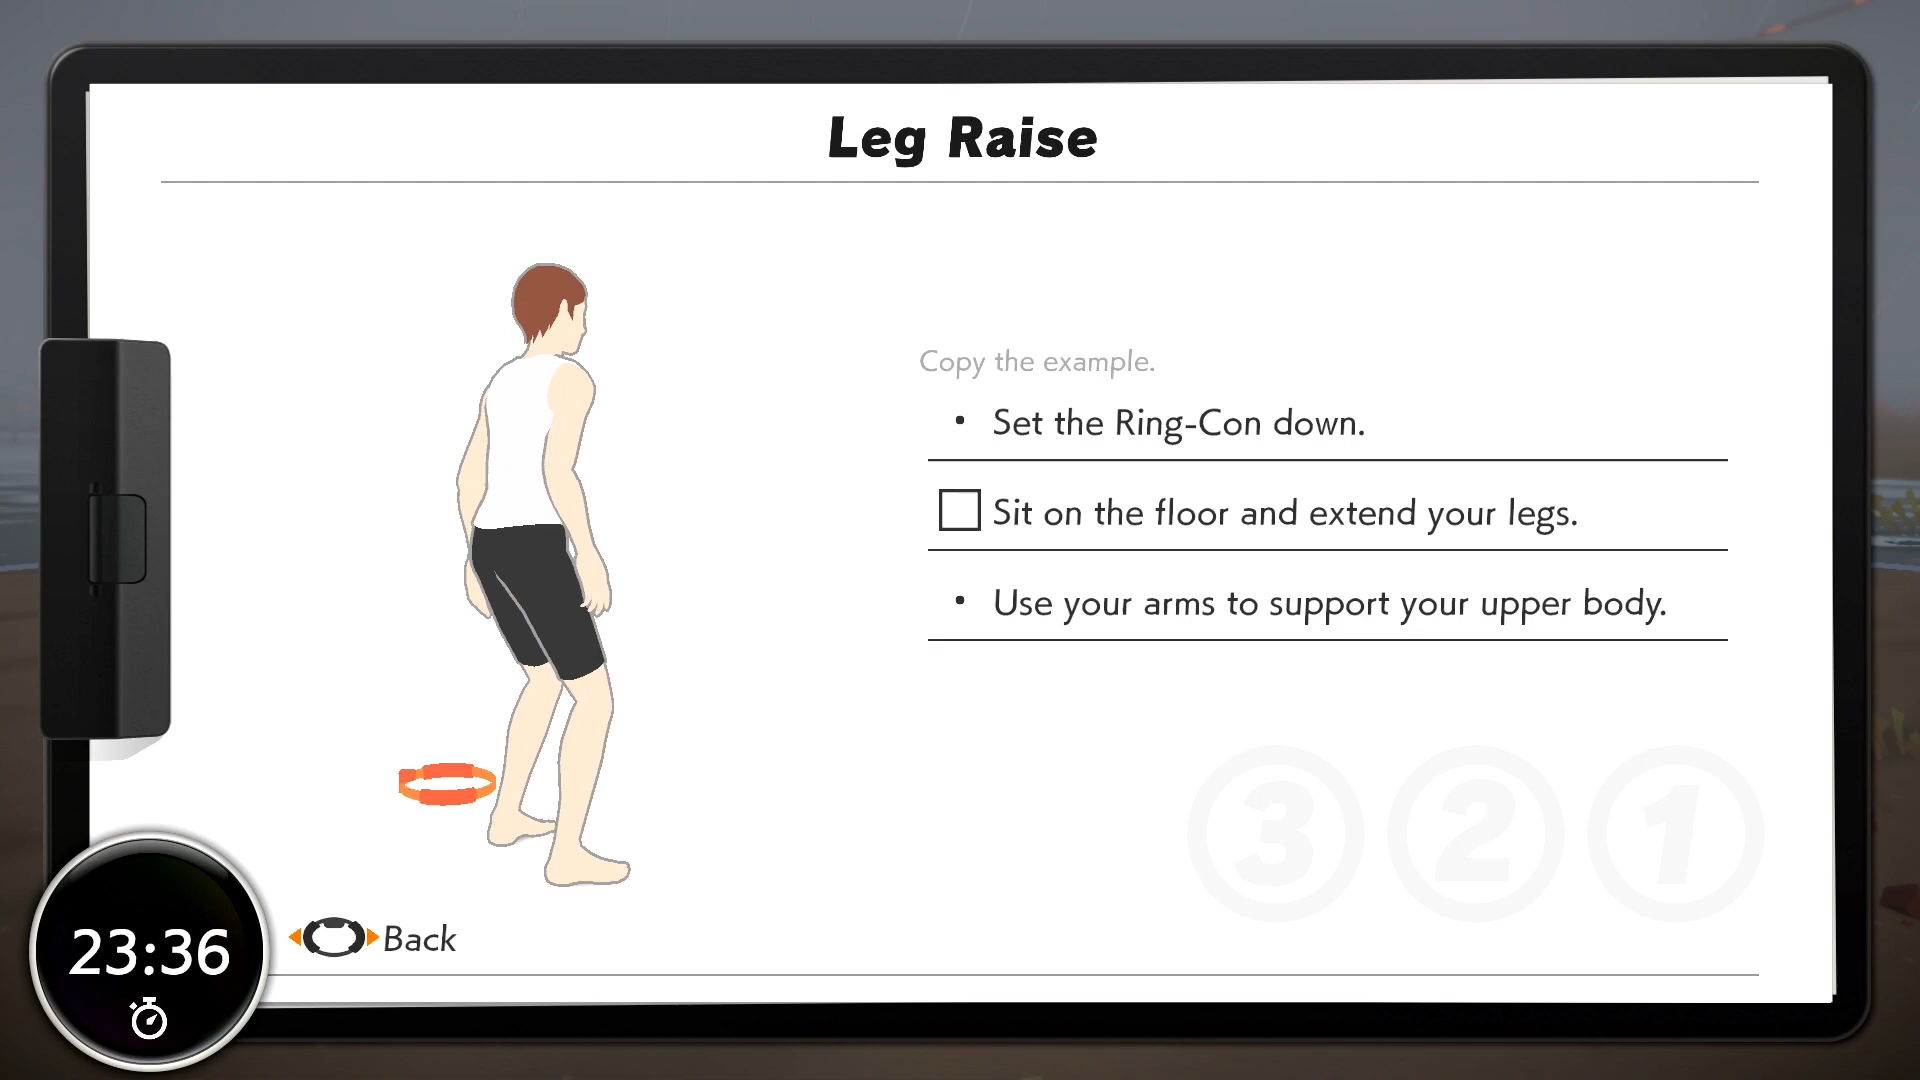 Leg Raise
Copy the example.
• Set the Ring-Con down.
Sit on the floor and extend your legs.
• Use your arms to support your upper body.
3 2 1
Back
23:36